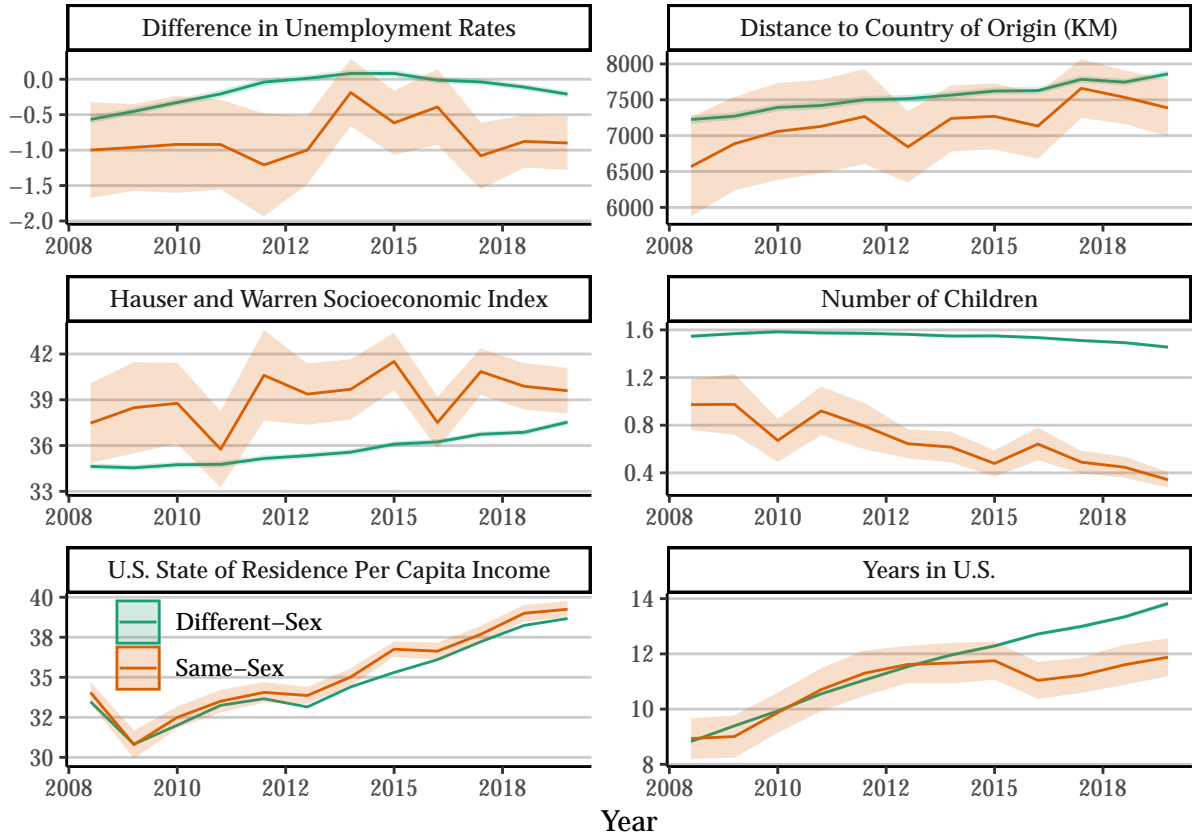 Difference in Unemployment Rates
0.0
−0.5
−1.0
−1.5
−2.0
2008 2010 2012 2015 2018
Distance to Country of Origin (KM)
8000
7500
7000
6500
6000
2008 2010 2012 2015 2018
Hauser and Warren Socioeconomic Index
42
39
36
33
2008 2010 2012 2015 2018
Number of Children
1.6
1.2
0.8
0.4
2008 2010 2012 2015 2018
U.S. State of Residence Per Capita Income
40
38
35
32
30
Different−Sex
Same−Sex
2008 2010 2012 2015 2018
Years in U.S.
14
12
10
8
2008 2010 2012 2015 2018
Year